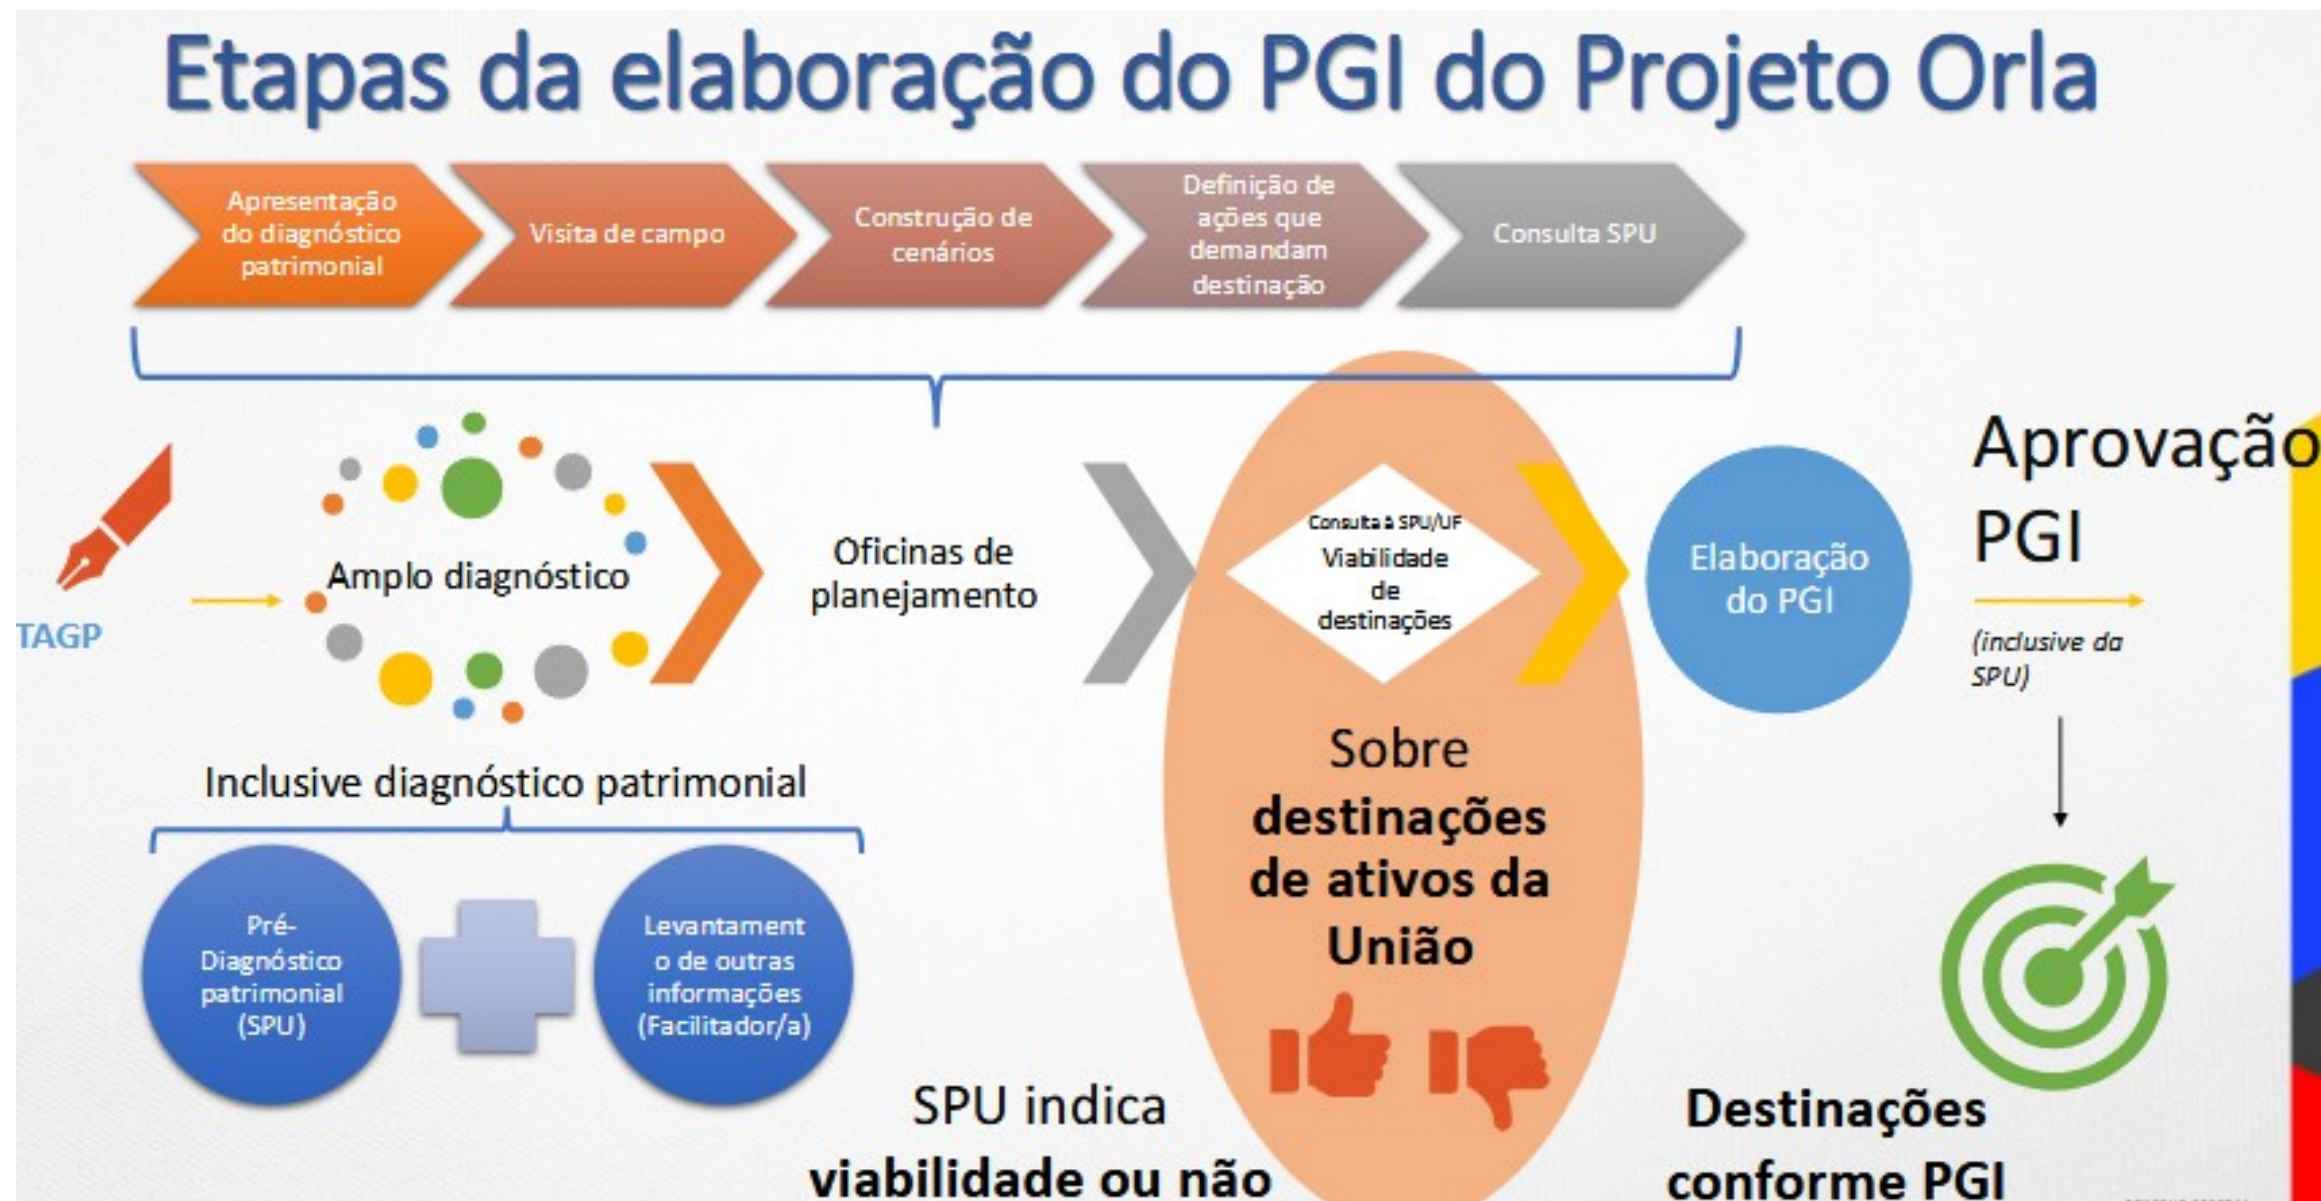 Etapas da elaboração do PGI do Projeto Orla
Apresentação
do diagnóstico
patrimonial
Visita de campo
Construção de
cenários
Definição de
ações que
demandam
destinação
Consulta SPU
TAGP
Amplo diagnóstico
Oficinas de
planejamento
Consulta à SPU/UF
Viabilidade
de
destinações
Elaboração
do PGI
Aprovação
PGI
(inclusive da
SPU)
Inclusive diagnóstico patrimonial
Pré-
Diagnóstico
patrimonial
(SPU)
Levantament
o de outras
informações
(Facilitador/a)
Sobre
destinações
de ativos da
União
SPU indica
viabilidade ou não
Destinações
conforme PGI